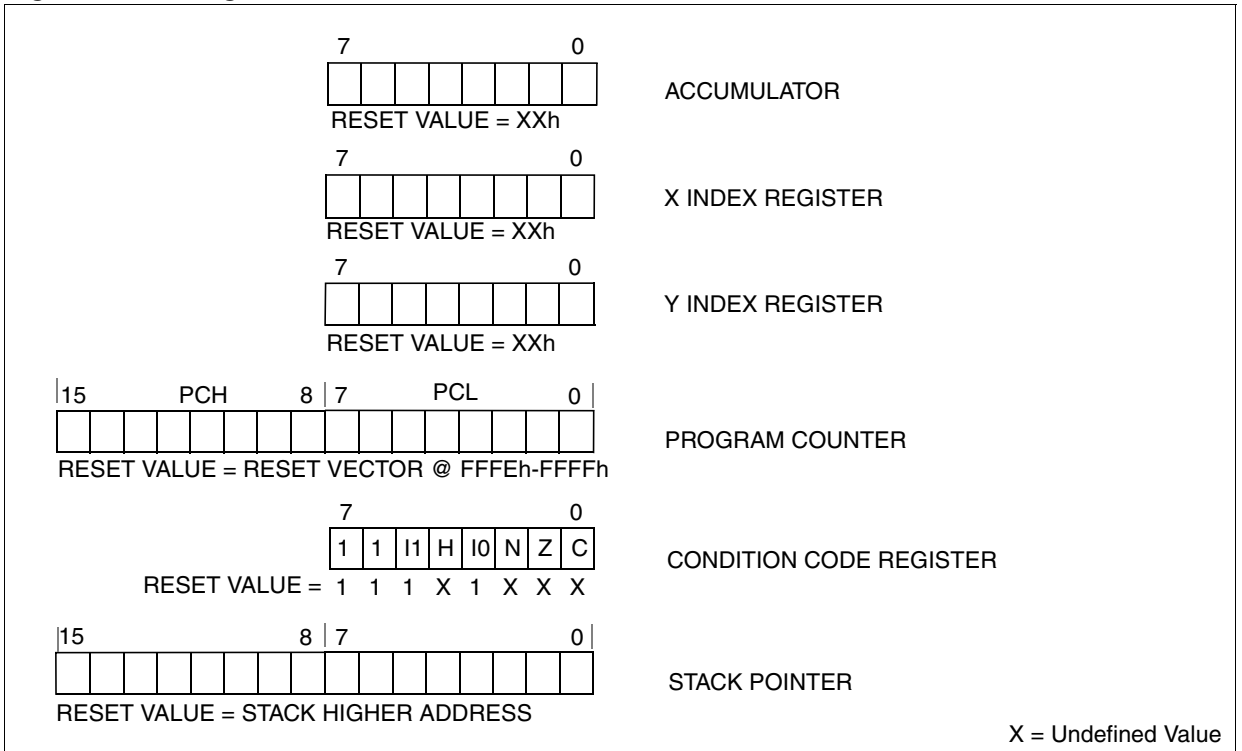 7 0
ACCUMULATOR
RESET VALUE = XXh
7 0
X INDEX REGISTER
RESET VALUE = XXh
7 0
Y INDEX REGISTER
RESET VALUE = XXh
15 PCH 8 7 PCL 0
PROGRAM COUNTER
RESET VALUE = RESET VECTOR @ FFFEh-FFFFh
7 0
1 1 I1 H I0 N Z C
CONDITION CODE REGISTER
RESET VALUE = 1 1 1 X 1 X X X
15 8 7 0
STACK POINTER
RESET VALUE = STACK HIGHER ADDRESS
X = Undefined Value